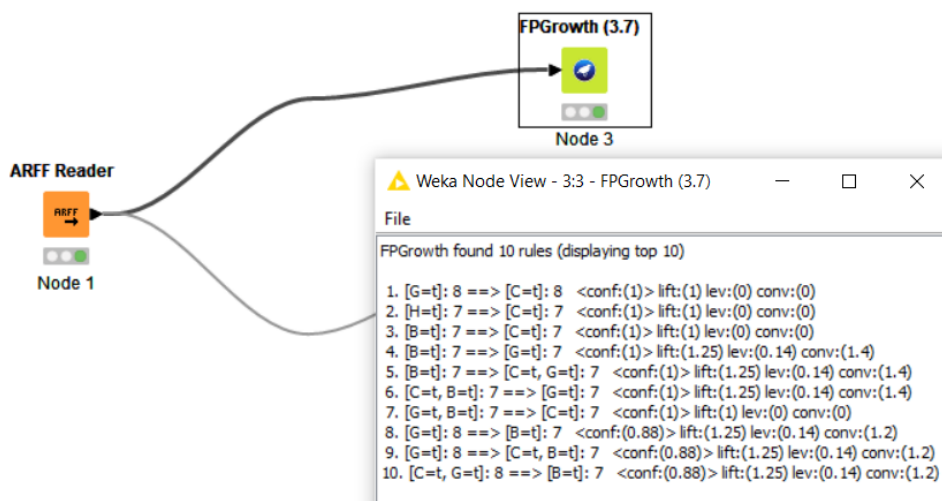 FPGrowth (3.7)
Node 3
ARFF Reader
ARFF
Node 1
Weka Node View - 3:3 - FPGrowth (3.7)
File
FPGrowth found 10 rules (displaying top 10)
1. [G=t]: 8 ==> [C=t]: 8 <conf:(1)> lift:(1) lev:(0) conv:(0)
2. [H=t]: 7 ==> [C=t]: 7 <conf:(1)> lift:(1) lev:(0) conv:(0)
3. [B=t]: 7 ==> [C=t]: 7 <conf:(1)> lift:(1) lev:(0) conv:(0)
4. [B=t]: 7 ==> [G=t]: 7 <conf:(1)> lift:(1.25) lev:(0.14) conv:(1.4)
5. [B=t]: 7 ==> [C=t, G=t]: 7 <conf:(1)> lift:(1.25) lev:(0.14) conv:(1.4)
6. [C=t, B=t]: 7 ==> [G=t]: 7 <conf:(1)> lift:(1.25) lev:(0.14) conv:(1.4)
7. [G=t, B=t]: 7 ==> [C=t]: 7 <conf:(1)> lift:(1) lev:(0) conv:(0)
8. [G=t]: 8 ==> [B=t]: 7 <conf:(0.88)> lift:(1.25) lev:(0.14) conv:(1.2)
9. [G=t]: 8 ==> [C=t, B=t]: 7 <conf:(0.88)> lift:(1.25) lev:(0.14) conv:(1.2)
10. [C=t, G=t]: 8 ==> [B=t]: 7 <conf:(0.88)> lift:(1.25) lev:(0.14) conv:(1.2)